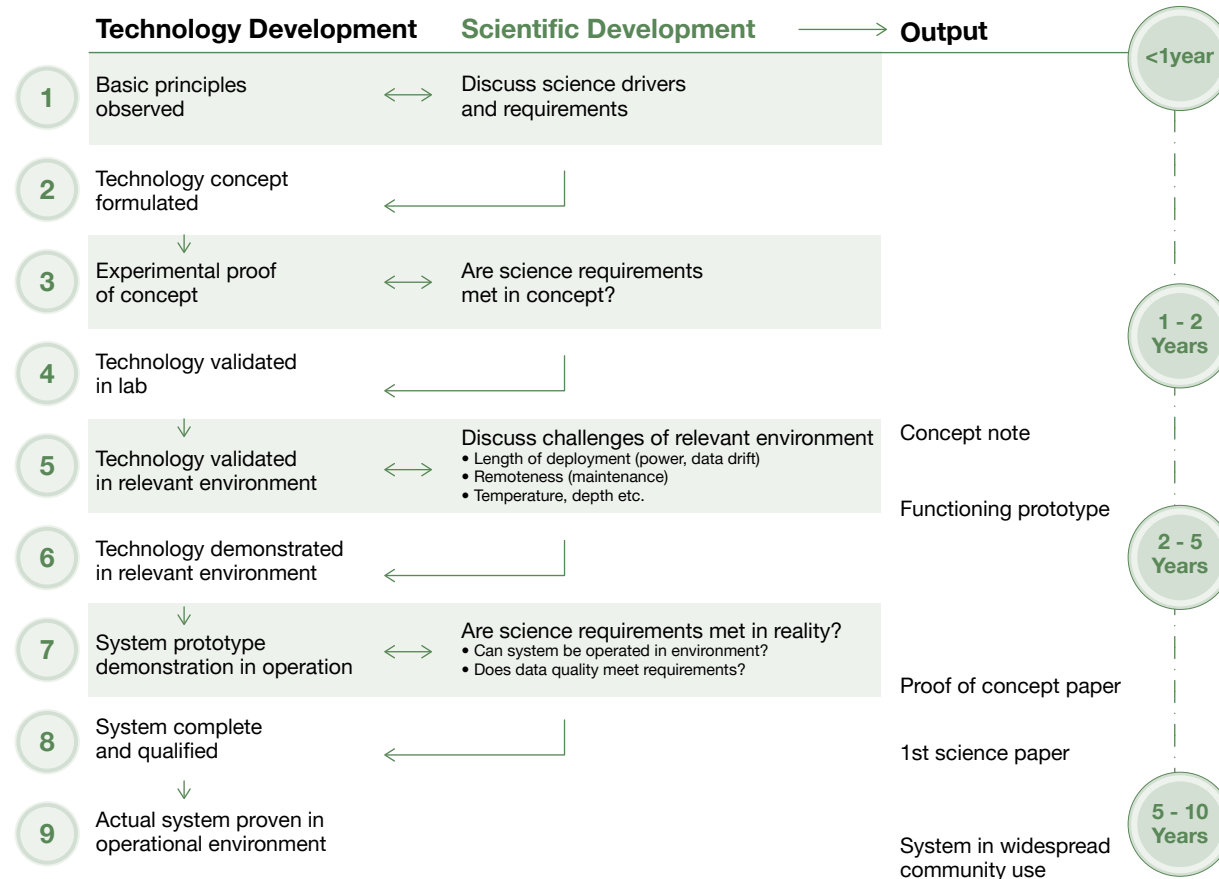 Technology Development
Scientific Development
Output
<1year
1
Basic principles
observed
Discuss science drivers
and requirements
2
Technology concept
formulated
3
Experimental proof
of concept
Are science requirements
met in concept?
1 - 2
Years
4
Technology validated
in lab
5
Technology validated
in relevant environment
Discuss challenges of relevant environment
• Length of deployment (power, data drift)
• Remoteness (maintenance)
• Temperature, depth etc.
Concept note
Functioning prototype
6
Technology demonstrated
in relevant environment
2 - 5
Years
7
System prototype
demonstration in operation
Are science requirements met in reality?
• Can system be operated in environment?
• Does data quality meet requirements?
Proof of concept paper
8
System complete
and qualified
1st science paper
9
Actual system proven in
operational environment
5 - 10
Years
System in widespread
community use